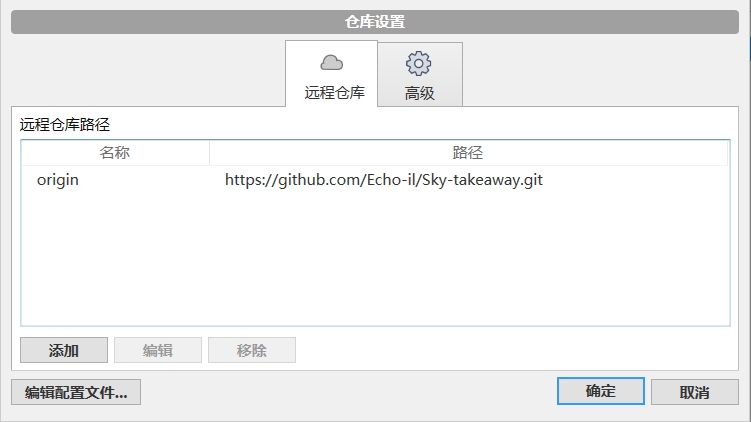 仓库设置
远程仓库
高级
远程仓库路径
名称 路径
origin https://github.com/Echo-il/Sky-takeaway.git
添加 编辑 移除
编辑配置文件... 确定 取消